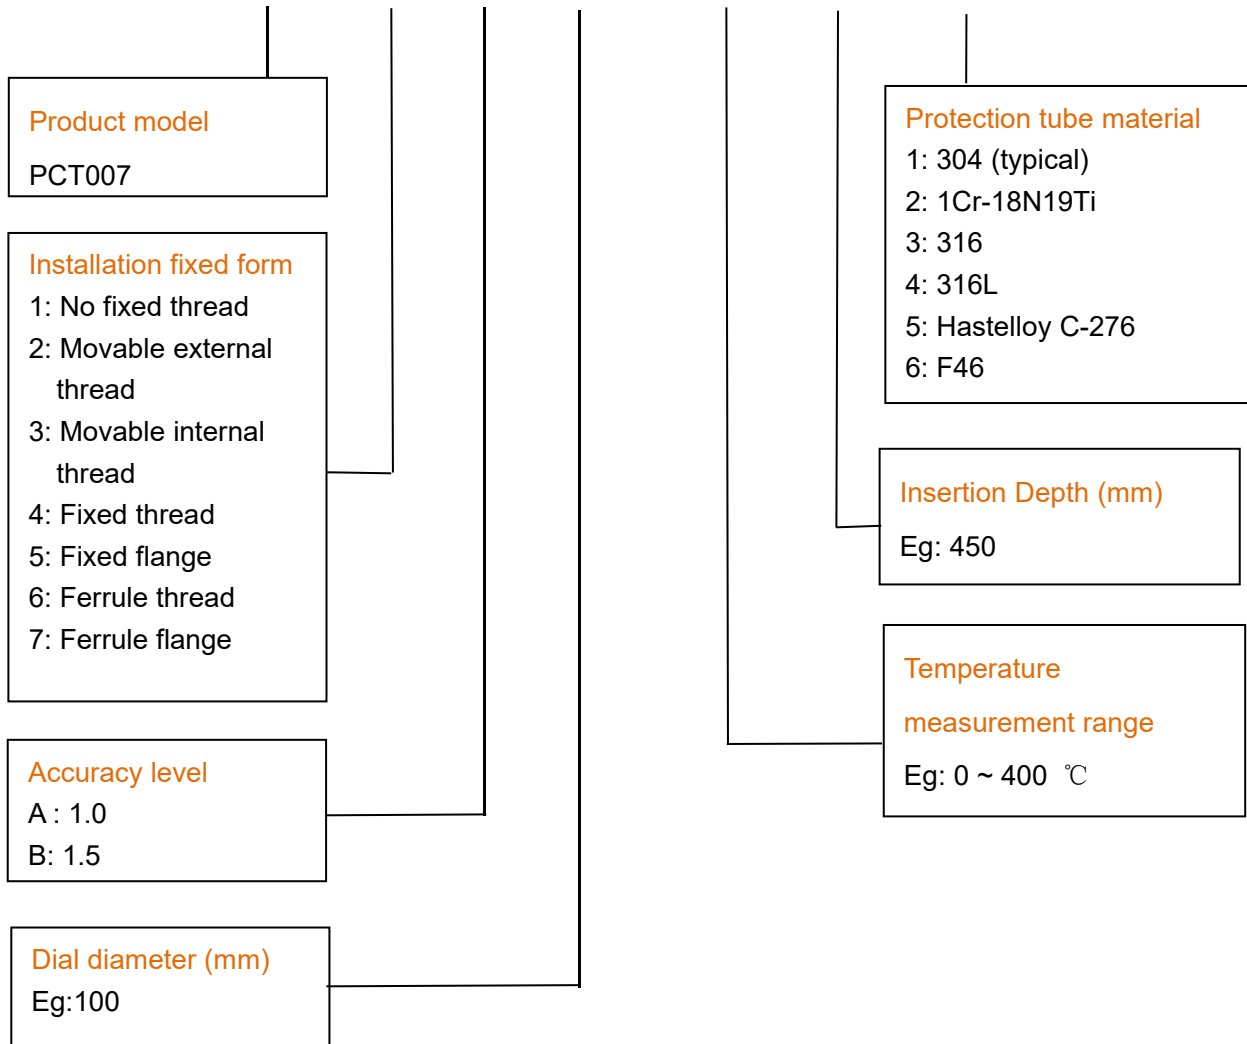 Product model
PCT007
Installation fixed form
1: No fixed thread
2: Movable external
thread
3: Movable internal
thread
4: Fixed thread
5: Fixed flange
6: Ferrule thread
7: Ferrule flange
Accuracy level
A : 1.0
B: 1.5
Dial diameter (mm)
Eg:100
Protection tube material
1: 304 (typical)
2: 1Cr-18N19Ti
3: 316
4: 316L
5: Hastelloy C-276
6: F46
Insertion Depth (mm)
Eg: 450
Temperature
measurement range
Eg: 0 ~ 400 ℃